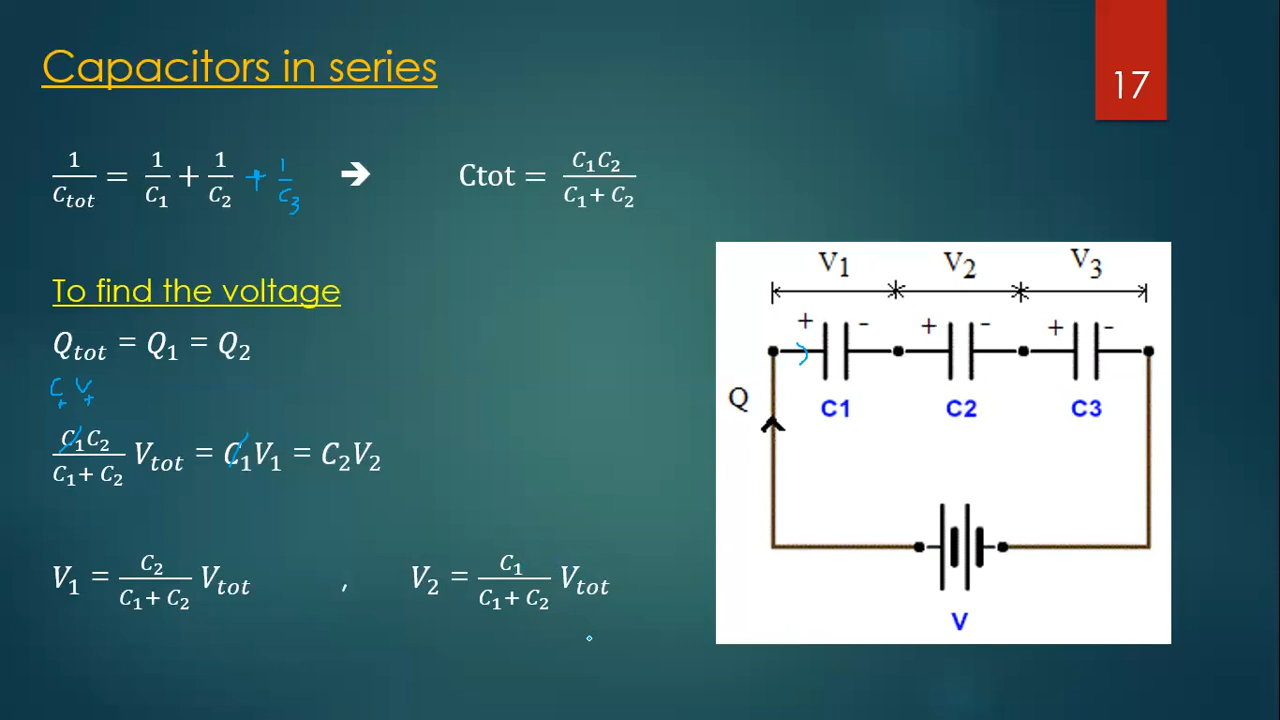 Capacitors in series
17
1/C_tot = 1/C₁ + 1/C₂ + 1/C₃ ➔ Ctot = C₁C₂/(C₁+ C₂)
To find the voltage
Q_tot = Q₁ = Q₂
C_t V_t
C₁C₂/(C₁+ C₂) V_tot = C₁V₁ = C₂V₂
V₁ = C₂/(C₁+ C₂) V_tot , V₂ = C₁/(C₁+ C₂) V_tot
V₁ V₂ V₃
+ - + - + -
Q
C1 C2 C3
V